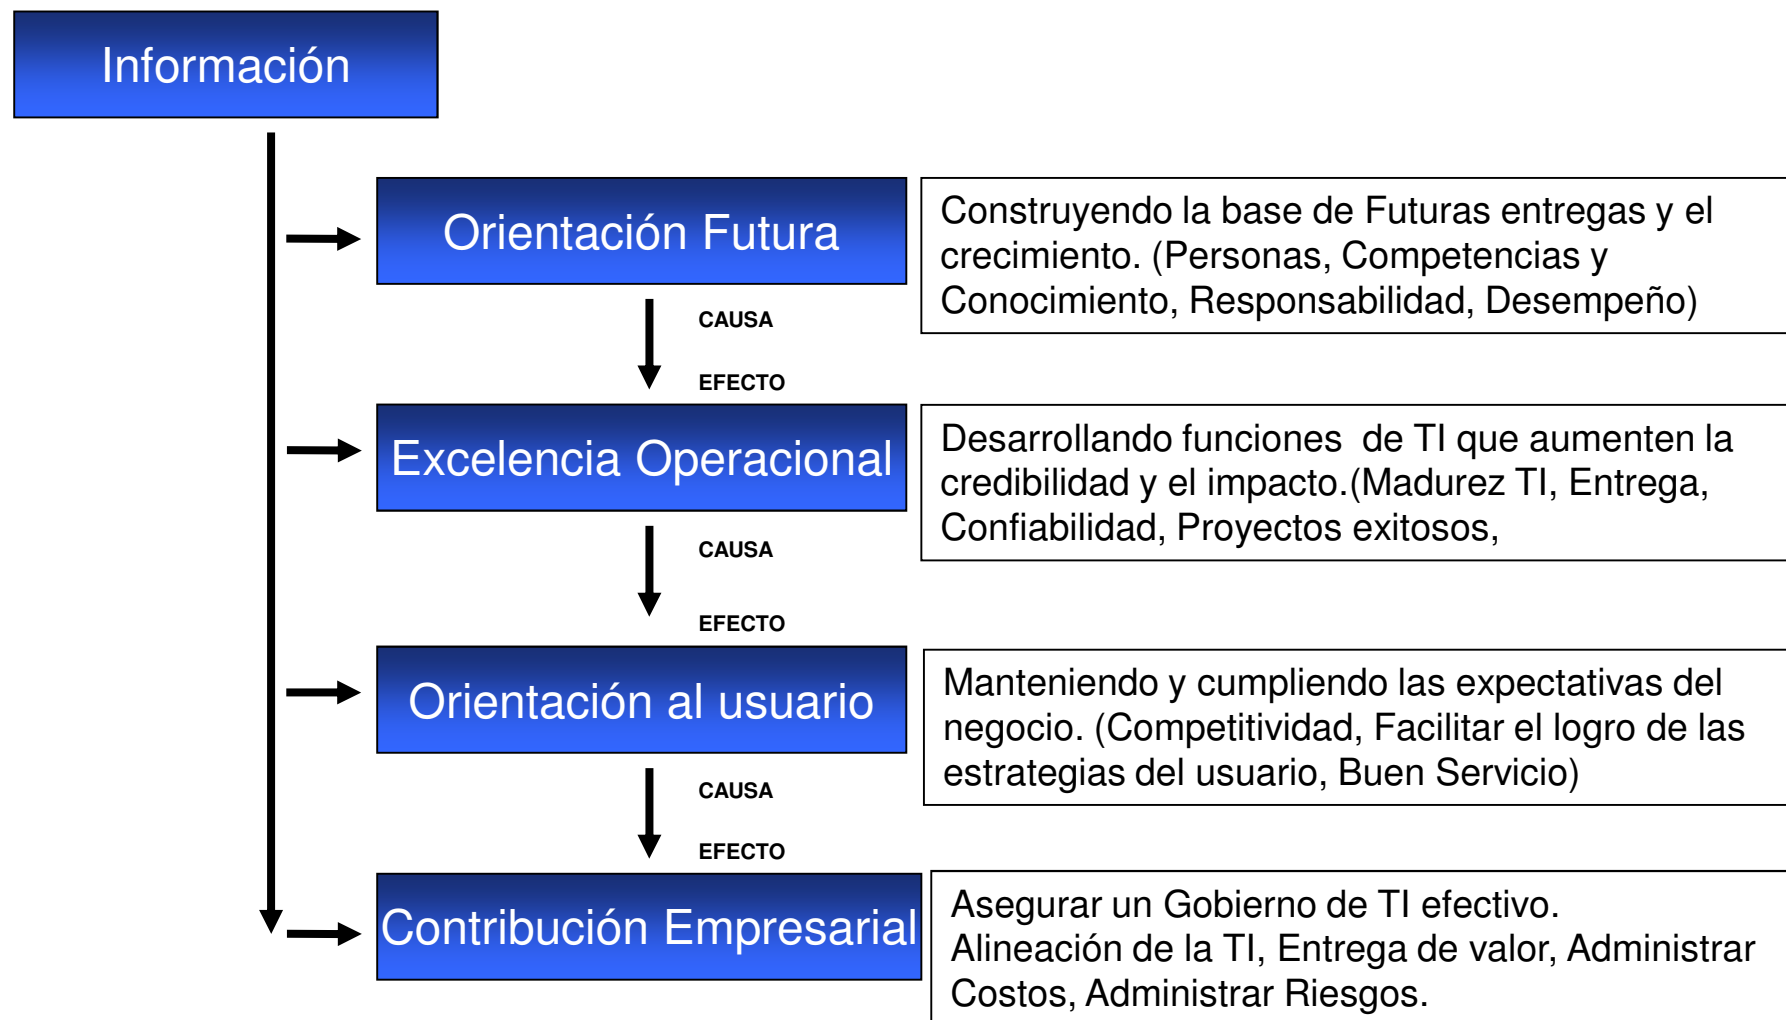 Información
Orientación Futura
Construyendo la base de Futuras entregas y el
crecimiento. (Personas, Competencias y
Conocimiento, Responsabilidad, Desempeño)
CAUSA
EFECTO
Excelencia Operacional
Desarrollando funciones  de TI que aumenten la
credibilidad y el impacto.(Madurez TI, Entrega,
Confiabilidad, Proyectos exitosos,
CAUSA
EFECTO
Orientación al usuario
Manteniendo y cumpliendo las expectativas del
negocio. (Competitividad, Facilitar el logro de las
estrategias del usuario, Buen Servicio)
CAUSA
EFECTO
Contribución Empresarial
Asegurar un Gobierno de TI efectivo.
Alineación de la TI, Entrega de valor, Administrar
Costos, Administrar Riesgos.